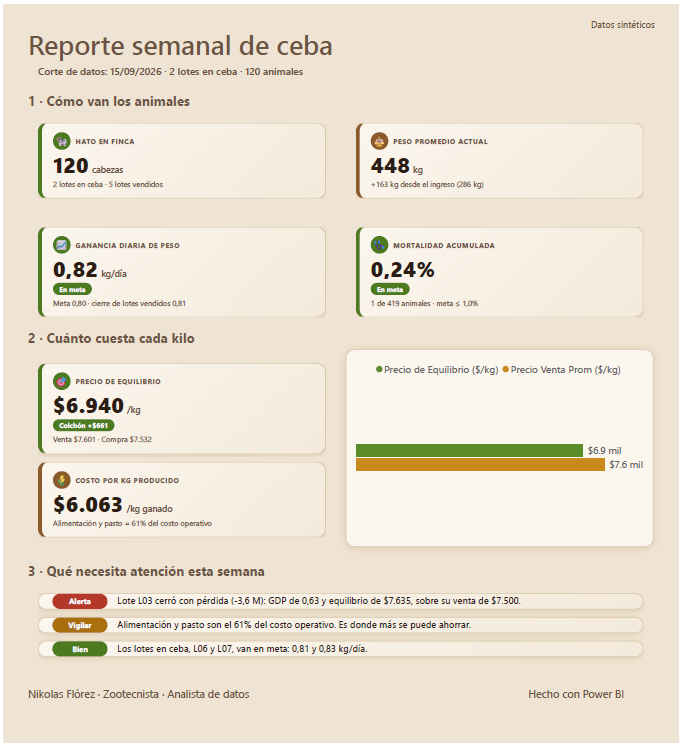 Datos sintéticos
Reporte semanal de ceba
Corte de datos: 15/09/2026 · 2 lotes en ceba · 120 animales
1 · Cómo van los animales
HATO EN FINCA
120 cabezas
2 lotes en ceba · 5 lotes vendidos
PESO PROMEDIO ACTUAL
448 kg
+163 kg desde el ingreso (286 kg)
GANANCIA DIARIA DE PESO
0,82 kg/día
En meta
Meta 0,80 · cierre de lotes vendidos 0,81
MORTALIDAD ACUMULADA
0,24%
En meta
1 de 419 animales · meta ≤ 1,0%
2 · Cuánto cuesta cada kilo
PRECIO DE EQUILIBRIO
$6.940 /kg
Colchón +$661
Venta $7.601 · Compra $7.532
COSTO POR KG PRODUCIDO
$6.063 /kg ganado
Alimentación y pasto = 61% del costo operativo
Precio de Equilibrio ($/kg) Precio Venta Prom ($/kg)
$6.9 mil
$7.6 mil
3 · Qué necesita atención esta semana
Alerta Lote L03 cerró con pérdida (-3,6 M): GDP de 0,63 y equilibrio de $7.635, sobre su venta de $7.500.
Vigilar Alimentación y pasto son el 61% del costo operativo. Es donde más se puede ahorrar.
Bien Los lotes en ceba, L06 y L07, van en meta: 0,81 y 0,83 kg/día.
Nikolas Flórez · Zootecnista · Analista de datos
Hecho con Power BI